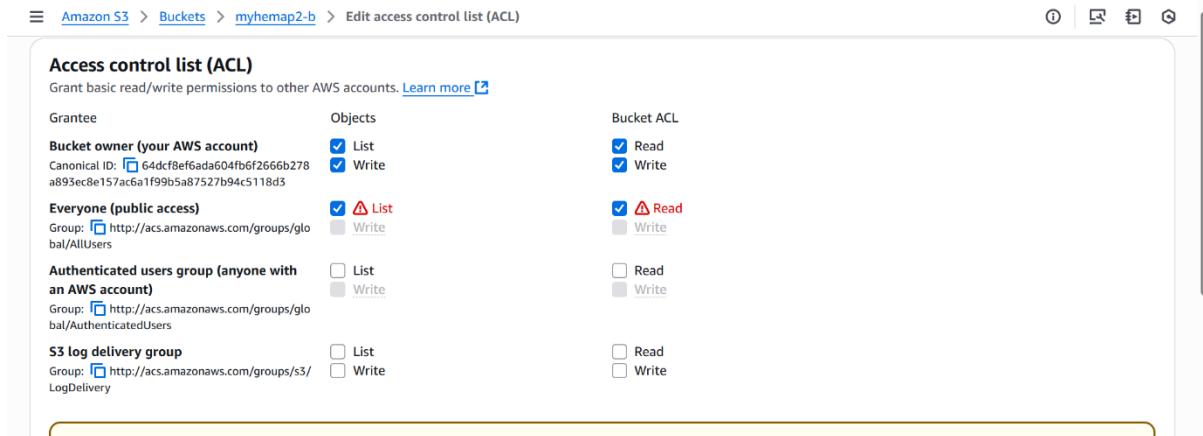 Amazon S3 > Buckets > myhemap2-b > Edit access control list (ACL)
Access control list (ACL)
Grant basic read/write permissions to other AWS accounts. Learn more
Grantee Objects Bucket ACL
Bucket owner (your AWS account) List Read
Canonical ID: 64dcf8ef6ada604fb6f2666b278 Write Write
a893ec8e157ac6a1f99b5a87527b94c5118d3
Everyone (public access) List Read
Group: http://acs.amazonaws.com/groups/glo Write Write
bal/AllUsers
Authenticated users group (anyone with List Read
an AWS account) Write Write
Group: http://acs.amazonaws.com/groups/glo
bal/AuthenticatedUsers
S3 log delivery group List Read
Group: http://acs.amazonaws.com/groups/s3/ Write Write
LogDelivery